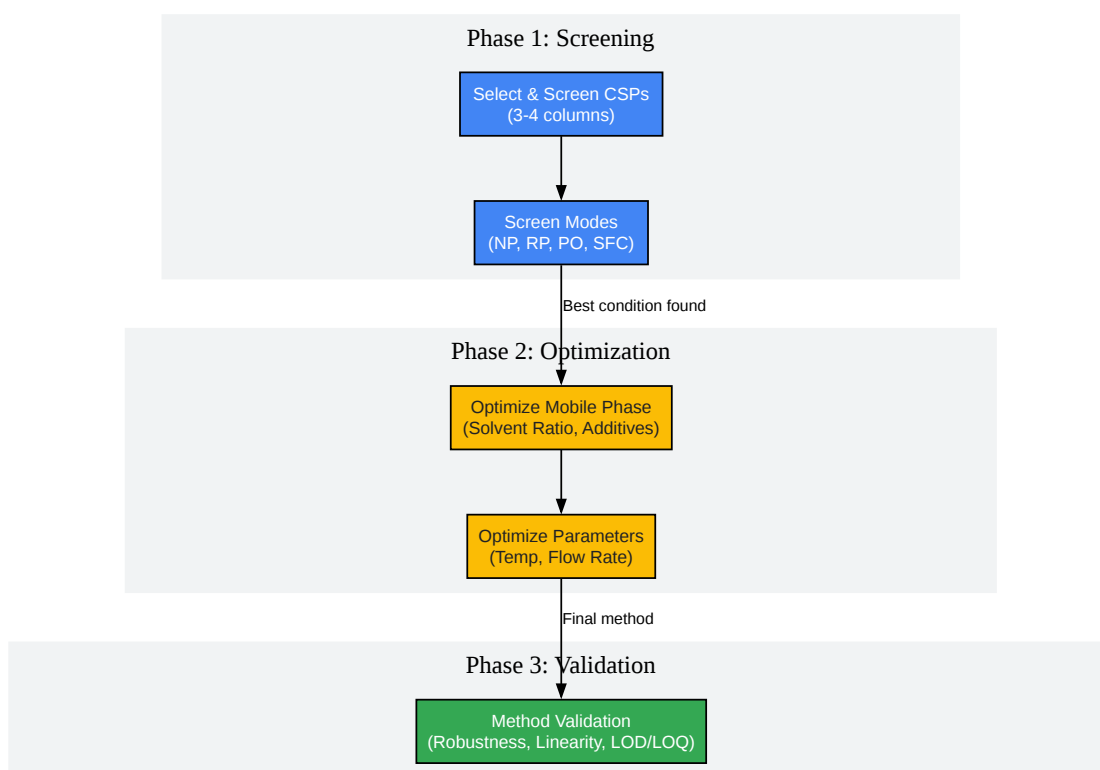 Phase 1: Screening
Select & Screen CSPs
(3-4 columns)
Screen Modes
(NP, RP, PO, SFC)
Best condition found
Phase 2: Optimization
Optimize Mobile Phase
(Solvent Ratio, Additives)
Optimize Parameters
(Temp, Flow Rate)
Final method
Phase 3: Validation
Method Validation
(Robustness, Linearity, LOD/LOQ)